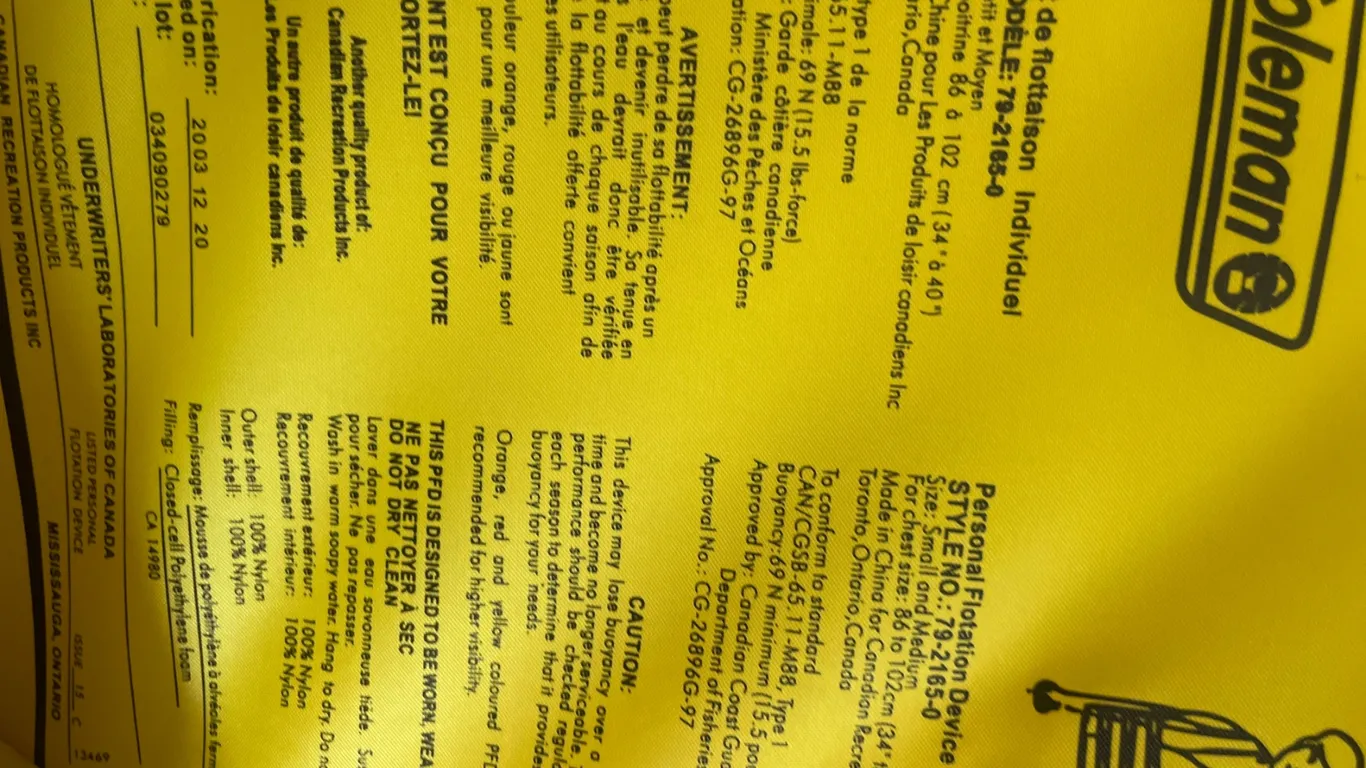 Coleman
de flottaison Individuel
MODÈLE: 79-2165-0
et Moyen
poitrine 86 à 102 cm (34" à 40")
Chine pour Les Produits de loisir canadiens Inc
Canada
type 1 de la norme
65.11-M88
69 N (15.5 lbs-force)
Garde côtière canadienne
Ministère des Pêches et Océans
CG-26896G-97
AVERTISSEMENT:
peut perdre de sa flottabilité après un
et devenir inutilisable. Sa tenue en
l'eau devrait donc être vérifiée
au cours de chaque saison afin de
la flottabilité offerte convient
utilisateurs.
orange, rouge ou jaune sont
pour une meilleure visibilité.
EST CONÇU POUR VOTRE
PORTEZ-LE!
Another quality product of:
Canadian Recreation Products Inc.
Un autre produit de qualité de:
Les Produits de loisir canadiens Inc.
2003 12 20
lot: 034090279
Personal Flotation Device
STYLE NO.: 79-2165-0
Size: Small and Medium
For chest size: 86 to 102cm (34"
Made in China for Canadian
Toronto, Ontario, Canada
To conform to standard
CAN/CGSB-65.11-M88, Type 1
Buoyancy: 69 N minimum (15.5
Approved by: Canadian Coast
Department of Fisheries
Approval No.: CG-26896G-97
CAUTION:
This device may lose buoyancy over a
time and become no longer serviceable.
performance should be checked
each season to determine that it provides
buoyancy for your needs.
Orange, red and yellow coloured
recommended for higher visibility.
THIS PFD IS DESIGNED TO BE WORN,
NE PAS NETTOYER À SEC
DO NOT DRY CLEAN
Laver dans une eau savonneuse tiède.
pour sécher. Ne pas repasser.
Wash in warm soapy water. Hang to dry. Do
Recouvrement extérieur: 100% Nylon
Recouvrement intérieur: 100% Nylon
Outer shell: 100% Nylon
Inner shell: 100% Nylon
Remplissage: Mousse de polyéthylène à alvéoles
Filling: Closed-cell Polyethylene foam
CA 14980
UNDERWRITERS' LABORATORIES OF CANADA
HOMOLOGUÉ VÊTEMENT
DE FLOTTAISON INDIVIDUEL
LISTED PERSONAL
FLOTATION DEVICE
ISSUE 15 C
13469
CANADIAN RECREATION PRODUCTS INC
MISSISSAUGA, ONTARIO